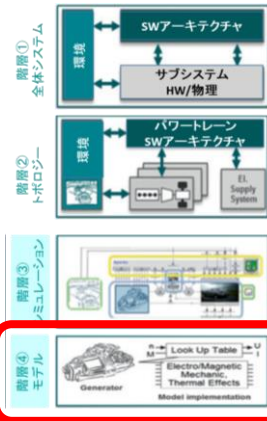 階層①
全体システム
環境
SWアーキテクチャ
サブシステム
HW/物理
階層②
トポロジー
環境
パワートレーン
SWアーキテクチャ
El.
Supply
System
階層③
シミュレーション
階層④
モデル
Generator
n
M
Look Up Table
U
I
Electro/Magnetic
Mechanic,
Thermal Effects
Model implementation